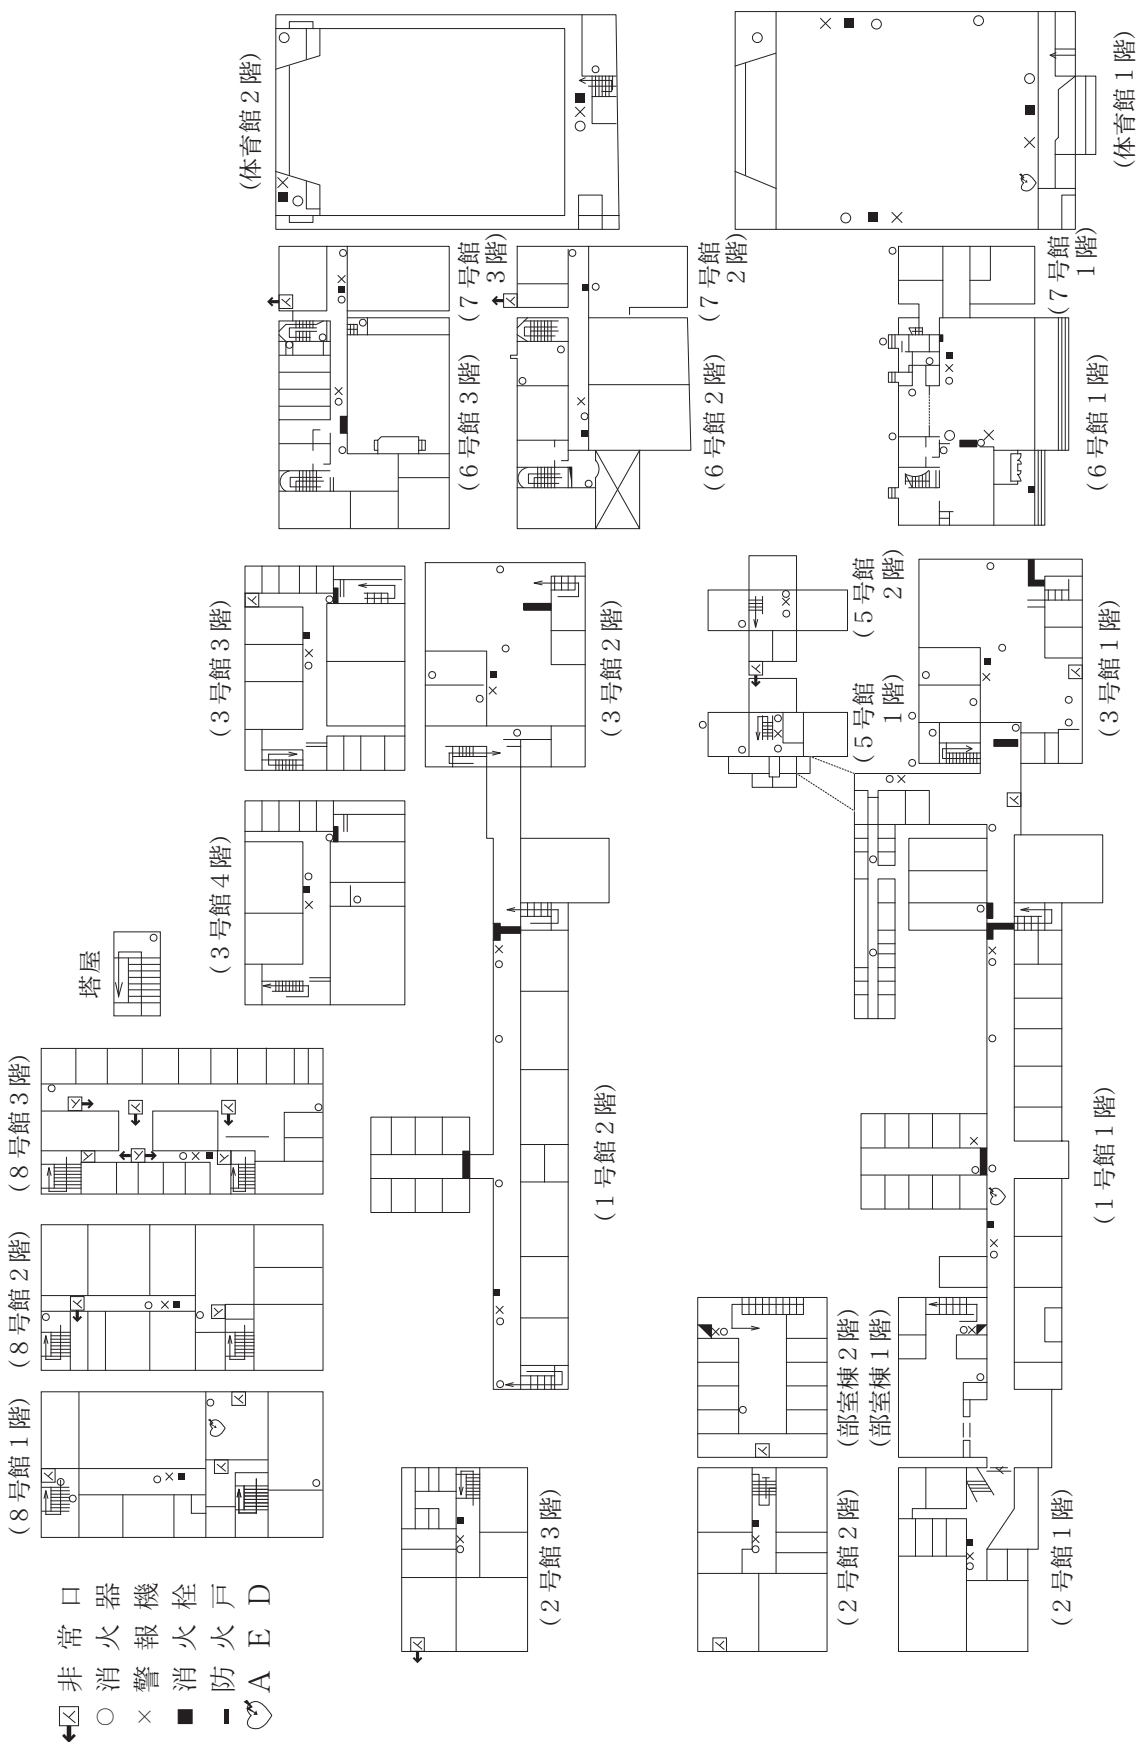 非常口
消火器
警報機
消火栓
防火戸
AED
(8号館1階)
(8号館2階)
(8号館3階)
塔屋
(3号館4階)
(3号館3階)
(体育館2階)
(2号館3階)
(1号館2階)
(3号館2階)
(6号館3階)
(7号館
3階)
(2号館2階)
(部室棟2階)
(5号館
1階)
(5号館
2階)
(6号館2階)
(7号館
2階)
(部室棟1階)
(2号館1階)
(1号館1階)
(3号館1階)
(6号館1階)
(7号館
1階)
(体育館1階)